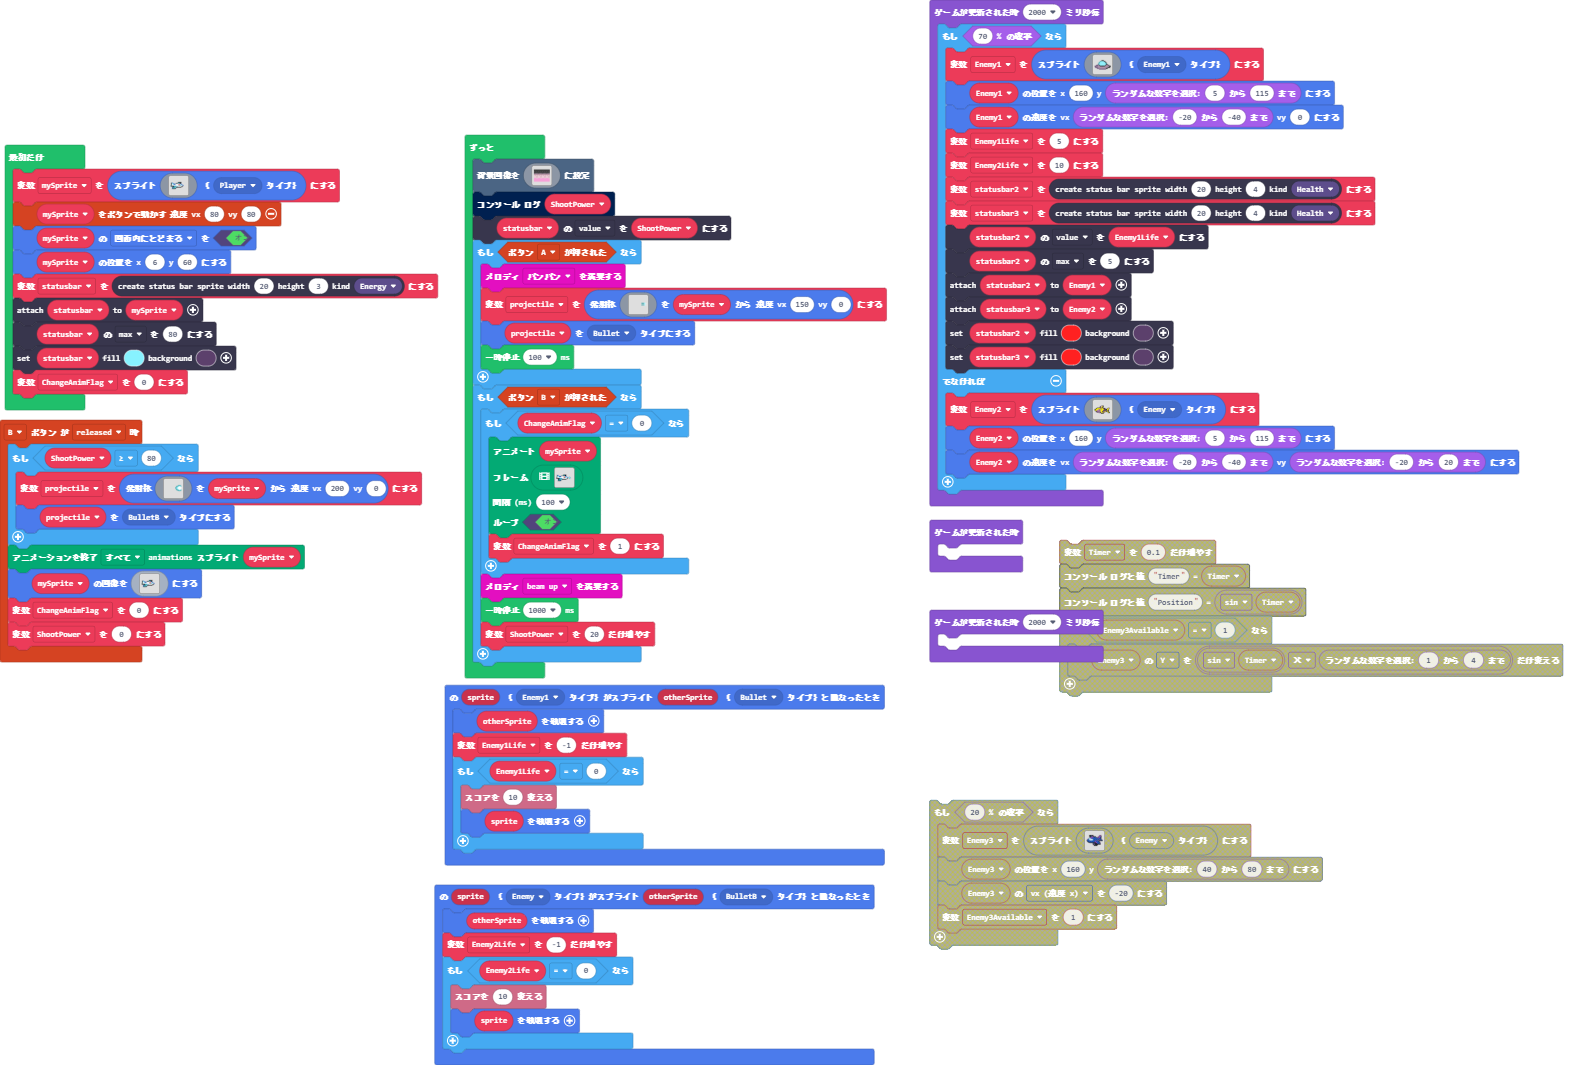 最初だけ
変数 mySprite を スプライト { Player タイプ} にする
mySprite をボタンで動かす 速度 vx 80 vy 80
mySprite の 画面内にとどまる を オ
mySprite の位置を x 6 y 60 にする
変数 statusbar を create status bar sprite width 20 height 3 kind Energy にする
attach statusbar to mySprite
statusbar の max を 80 にする
set statusbar fill background
変数 ChangeAnimFlag を 0 にする
B ボタン が released 時
もし ShootPower ≥ 80 なら
変数 projectile を 発射体 mySprite から 速度 vx 200 vy 0 にする
projectile を BulletB タイプにする
アニメーションを終了 すべて animations スプライト mySprite
mySprite の画像を にする
変数 ChangeAnimFlag を 0 にする
変数 ShootPower を 0 にする
ずっと
背景画像を に設定
コンソール ログ ShootPower
statusbar の value を ShootPower にする
もし ボタン A が押された なら
メロディ パンパン を演奏する
変数 projectile を 発射体 mySprite から 速度 vx 150 vy 0 にする
projectile を Bullet タイプにする
一時停止 100 ms
もし ボタン B が押された なら
もし ChangeAnimFlag = 0 なら
アニメート mySprite
フレーム
間隔 (ms) 100
ループ オ
変数 ChangeAnimFlag を 1 にする
メロディ beam up を演奏する
一時停止 1000 ms
変数 ShootPower を 20 だけ増やす
の sprite { Enemy1 タイプ} がスプライト otherSprite { Bullet タイプ} と重なったとき
otherSprite を破壊する
変数 Enemy1Life を -1 だけ増やす
もし Enemy1Life = 0 なら
スコアを 10 変える
sprite を破壊する
の sprite { Enemy タイプ} がスプライト otherSprite { BulletB タイプ} と重なったとき
otherSprite を破壊する
変数 Enemy2Life を -1 だけ増やす
もし Enemy2Life = 0 なら
スコアを 10 変える
sprite を破壊する
ゲームが更新された時 2000 ミリ秒毎
もし 70 % の確率 なら
変数 Enemy1 を スプライト { Enemy1 タイプ} にする
Enemy1 の位置を x 160 y ランダムな数字を選択: 5 から 115 まで にする
Enemy1 の速度を vx ランダムな数字を選択: -20 から -40 まで vy 0 にする
変数 Enemy1Life を 5 にする
変数 Enemy2Life を 10 にする
変数 statusbar2 を create status bar sprite width 20 height 4 kind Health にする
変数 statusbar3 を create status bar sprite width 20 height 4 kind Health にする
statusbar2 の value を Enemy1Life にする
statusbar2 の max を 5 にする
attach statusbar2 to Enemy1
attach statusbar3 to Enemy2
set statusbar2 fill background
set statusbar3 fill background
でなければ
変数 Enemy2 を スプライト { Enemy タイプ} にする
Enemy2 の位置を x 160 y ランダムな数字を選択: 5 から 115 まで にする
Enemy2 の速度を vx ランダムな数字を選択: -20 から -40 まで vy ランダムな数字を選択: -20 から 20 まで にする
ゲームが更新された時
変数 Timer を 0.1 だけ増やす
コンソール ログと値 "Timer" = Timer
コンソール ログと値 "Position" = sin Timer
ゲームが更新された時 2000 ミリ秒毎
Enemy3Available = 1 なら
nemy3 の Y を sin Timer × ランダムな数字を選択: 1 から 4 まで だけ変える
もし 20 % の確率 なら
変数 Enemy3 を スプライト { Enemy タイプ} にする
Enemy3 の位置を x 160 y ランダムな数字を選択: 40 から 80 まで にする
Enemy3 の vx (速度 x) を -20 にする
変数 Enemy3Available を 1 にする